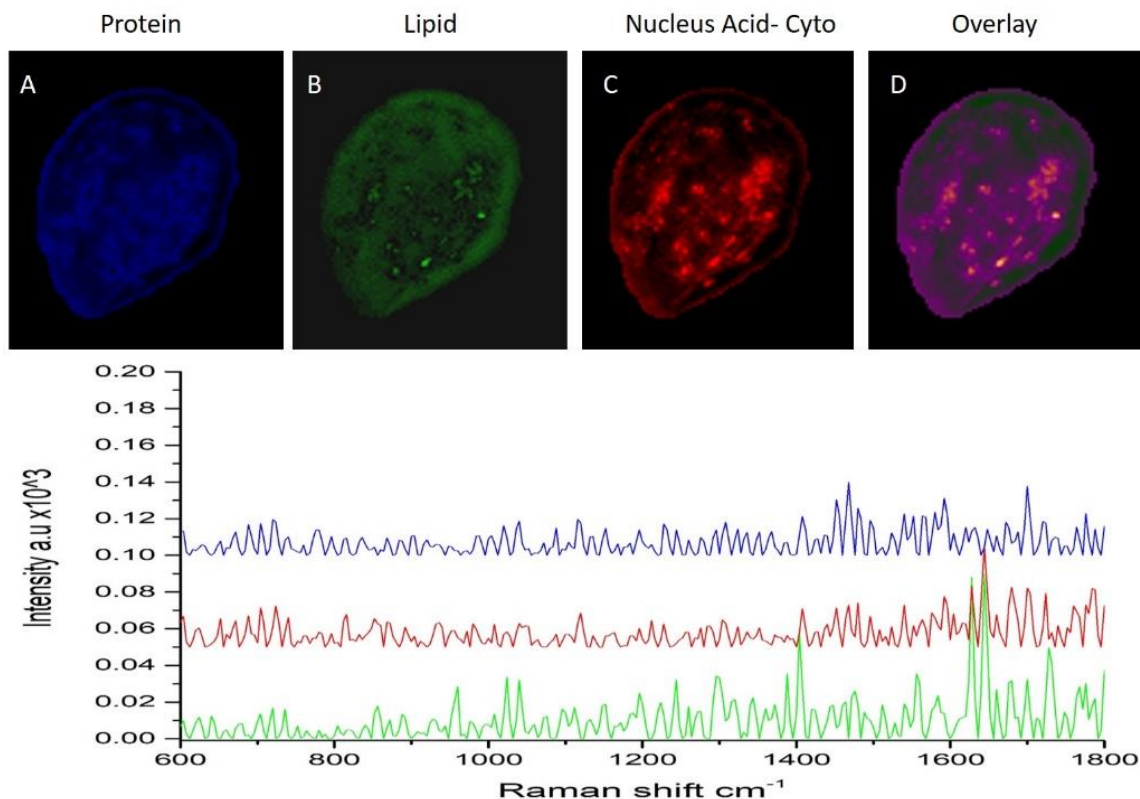 Protein Lipid Nucleus Acid- Cyto Overlay
A B C D
0.20
0.18
0.16
0.14
0.12
0.10
0.08
0.06
0.04
0.02
0.00
Intensity a.u x10^3
600 800 1000 1200 1400 1600 1800
Raman shift cm⁻¹